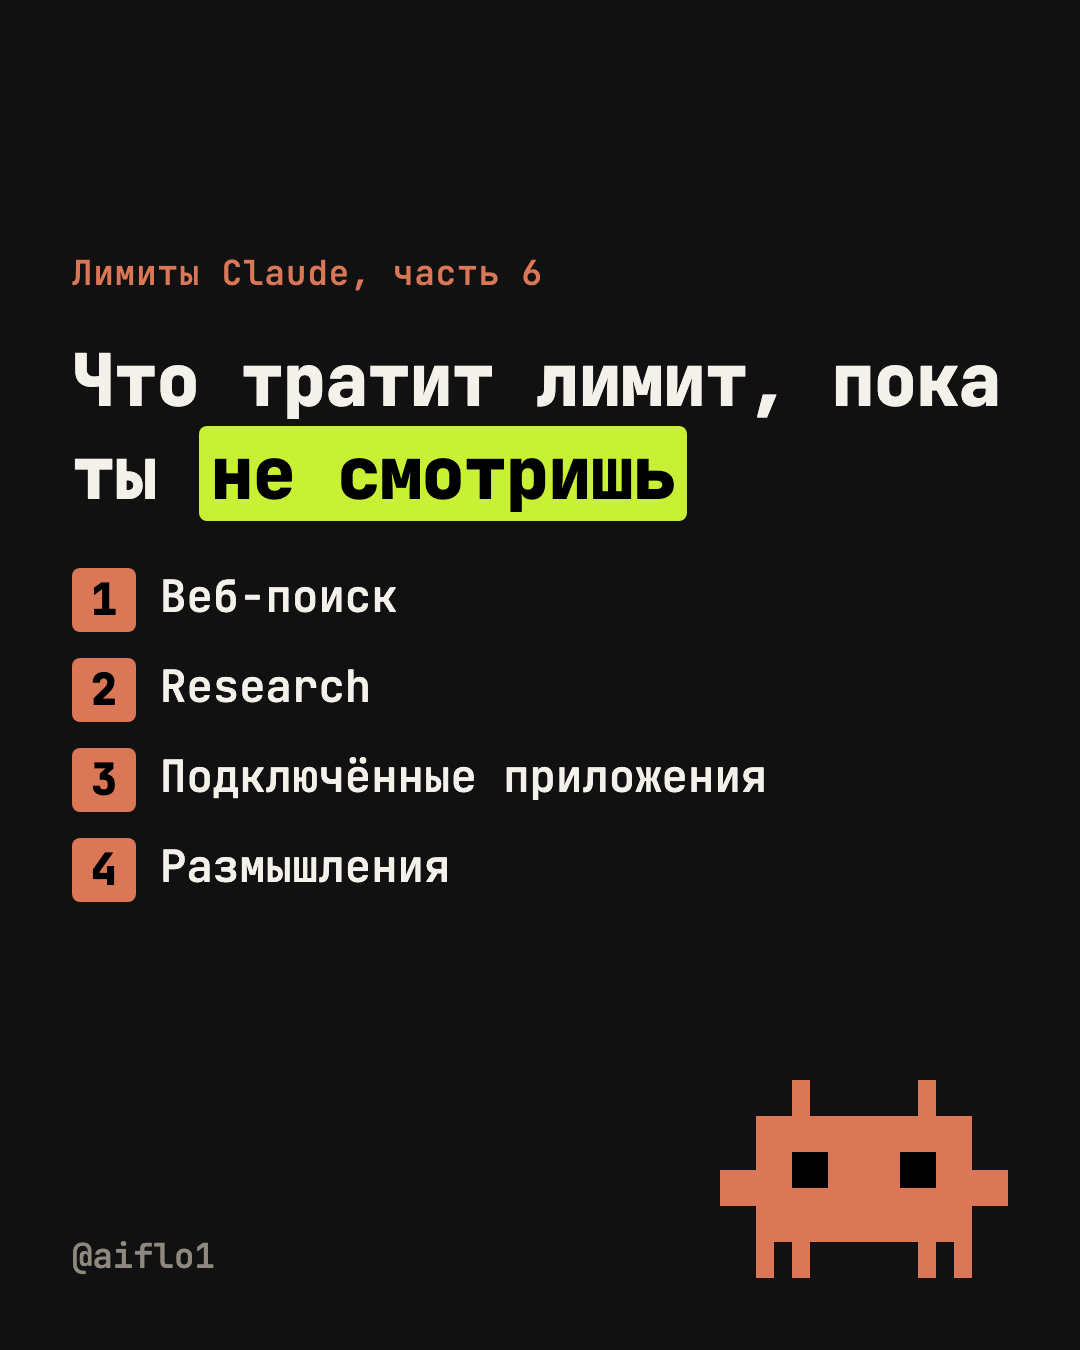 Лимиты Claude, часть 6
Что тратит лимит, пока
ты не смотришь
1 Веб-поиск
2 Research
3 Подключённые приложения
4 Размышления
@aiflo1